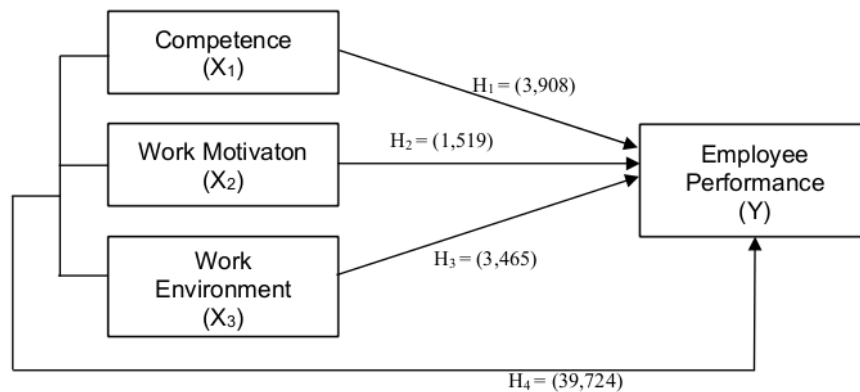 Competence
(X₁)
H₁ = (3,908)
Work Motivaton
(X₂)
H₂ = (1,519)
Employee
Performance
(Y)
Work
Environment
(X₃)
H₃ = (3,465)
H₄ = (39,724)